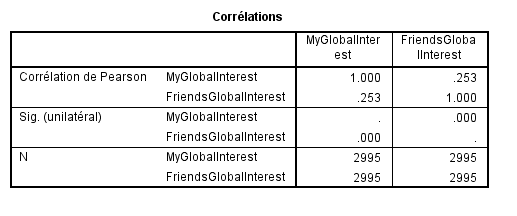 Corrélations
MyGlobalInter FriendsGloba
est lInterest
Corrélation de Pearson MyGlobalInterest 1.000 .253
FriendsGlobalInterest .253 1.000
Sig. (unilatéral) MyGlobalInterest . .000
FriendsGlobalInterest .000 .
N MyGlobalInterest 2995 2995
FriendsGlobalInterest 2995 2995